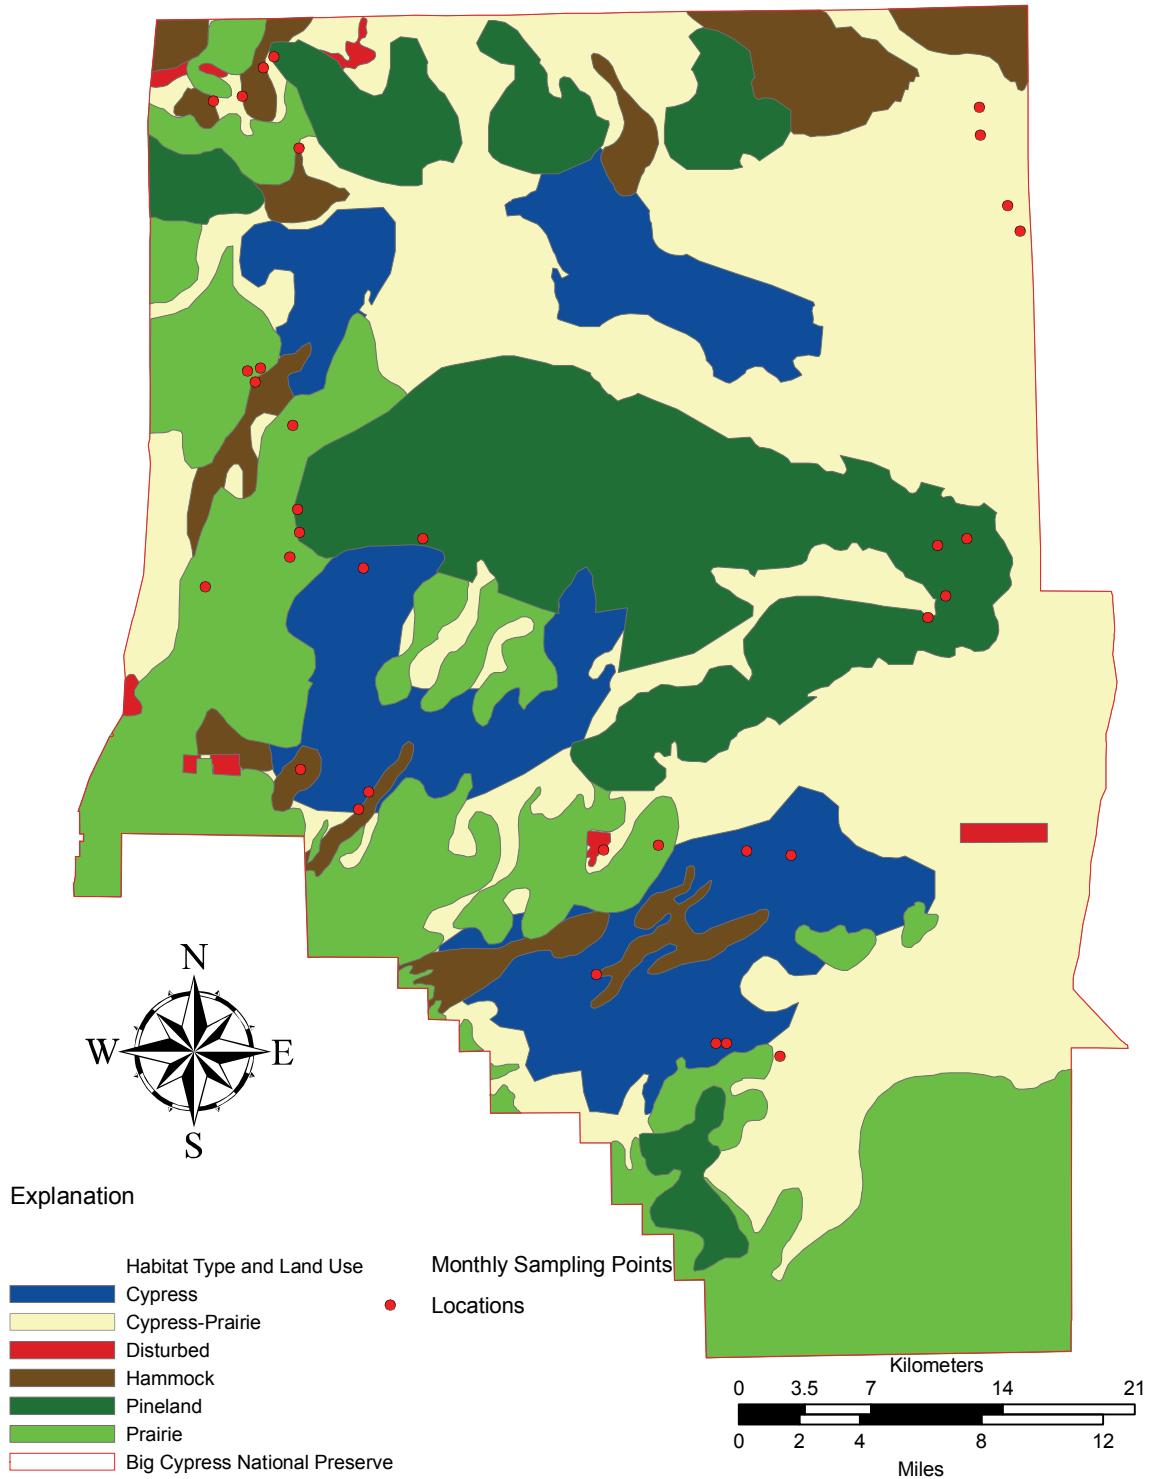 N
W E
S
Explanation
Habitat Type and Land Use
Cypress
Cypress-Prairie
Disturbed
Hammock
Pineland
Prairie
Big Cypress National Preserve
Monthly Sampling Points
Locations
Kilometers
0 3.5 7 14 21
0 2 4 8 12
Miles